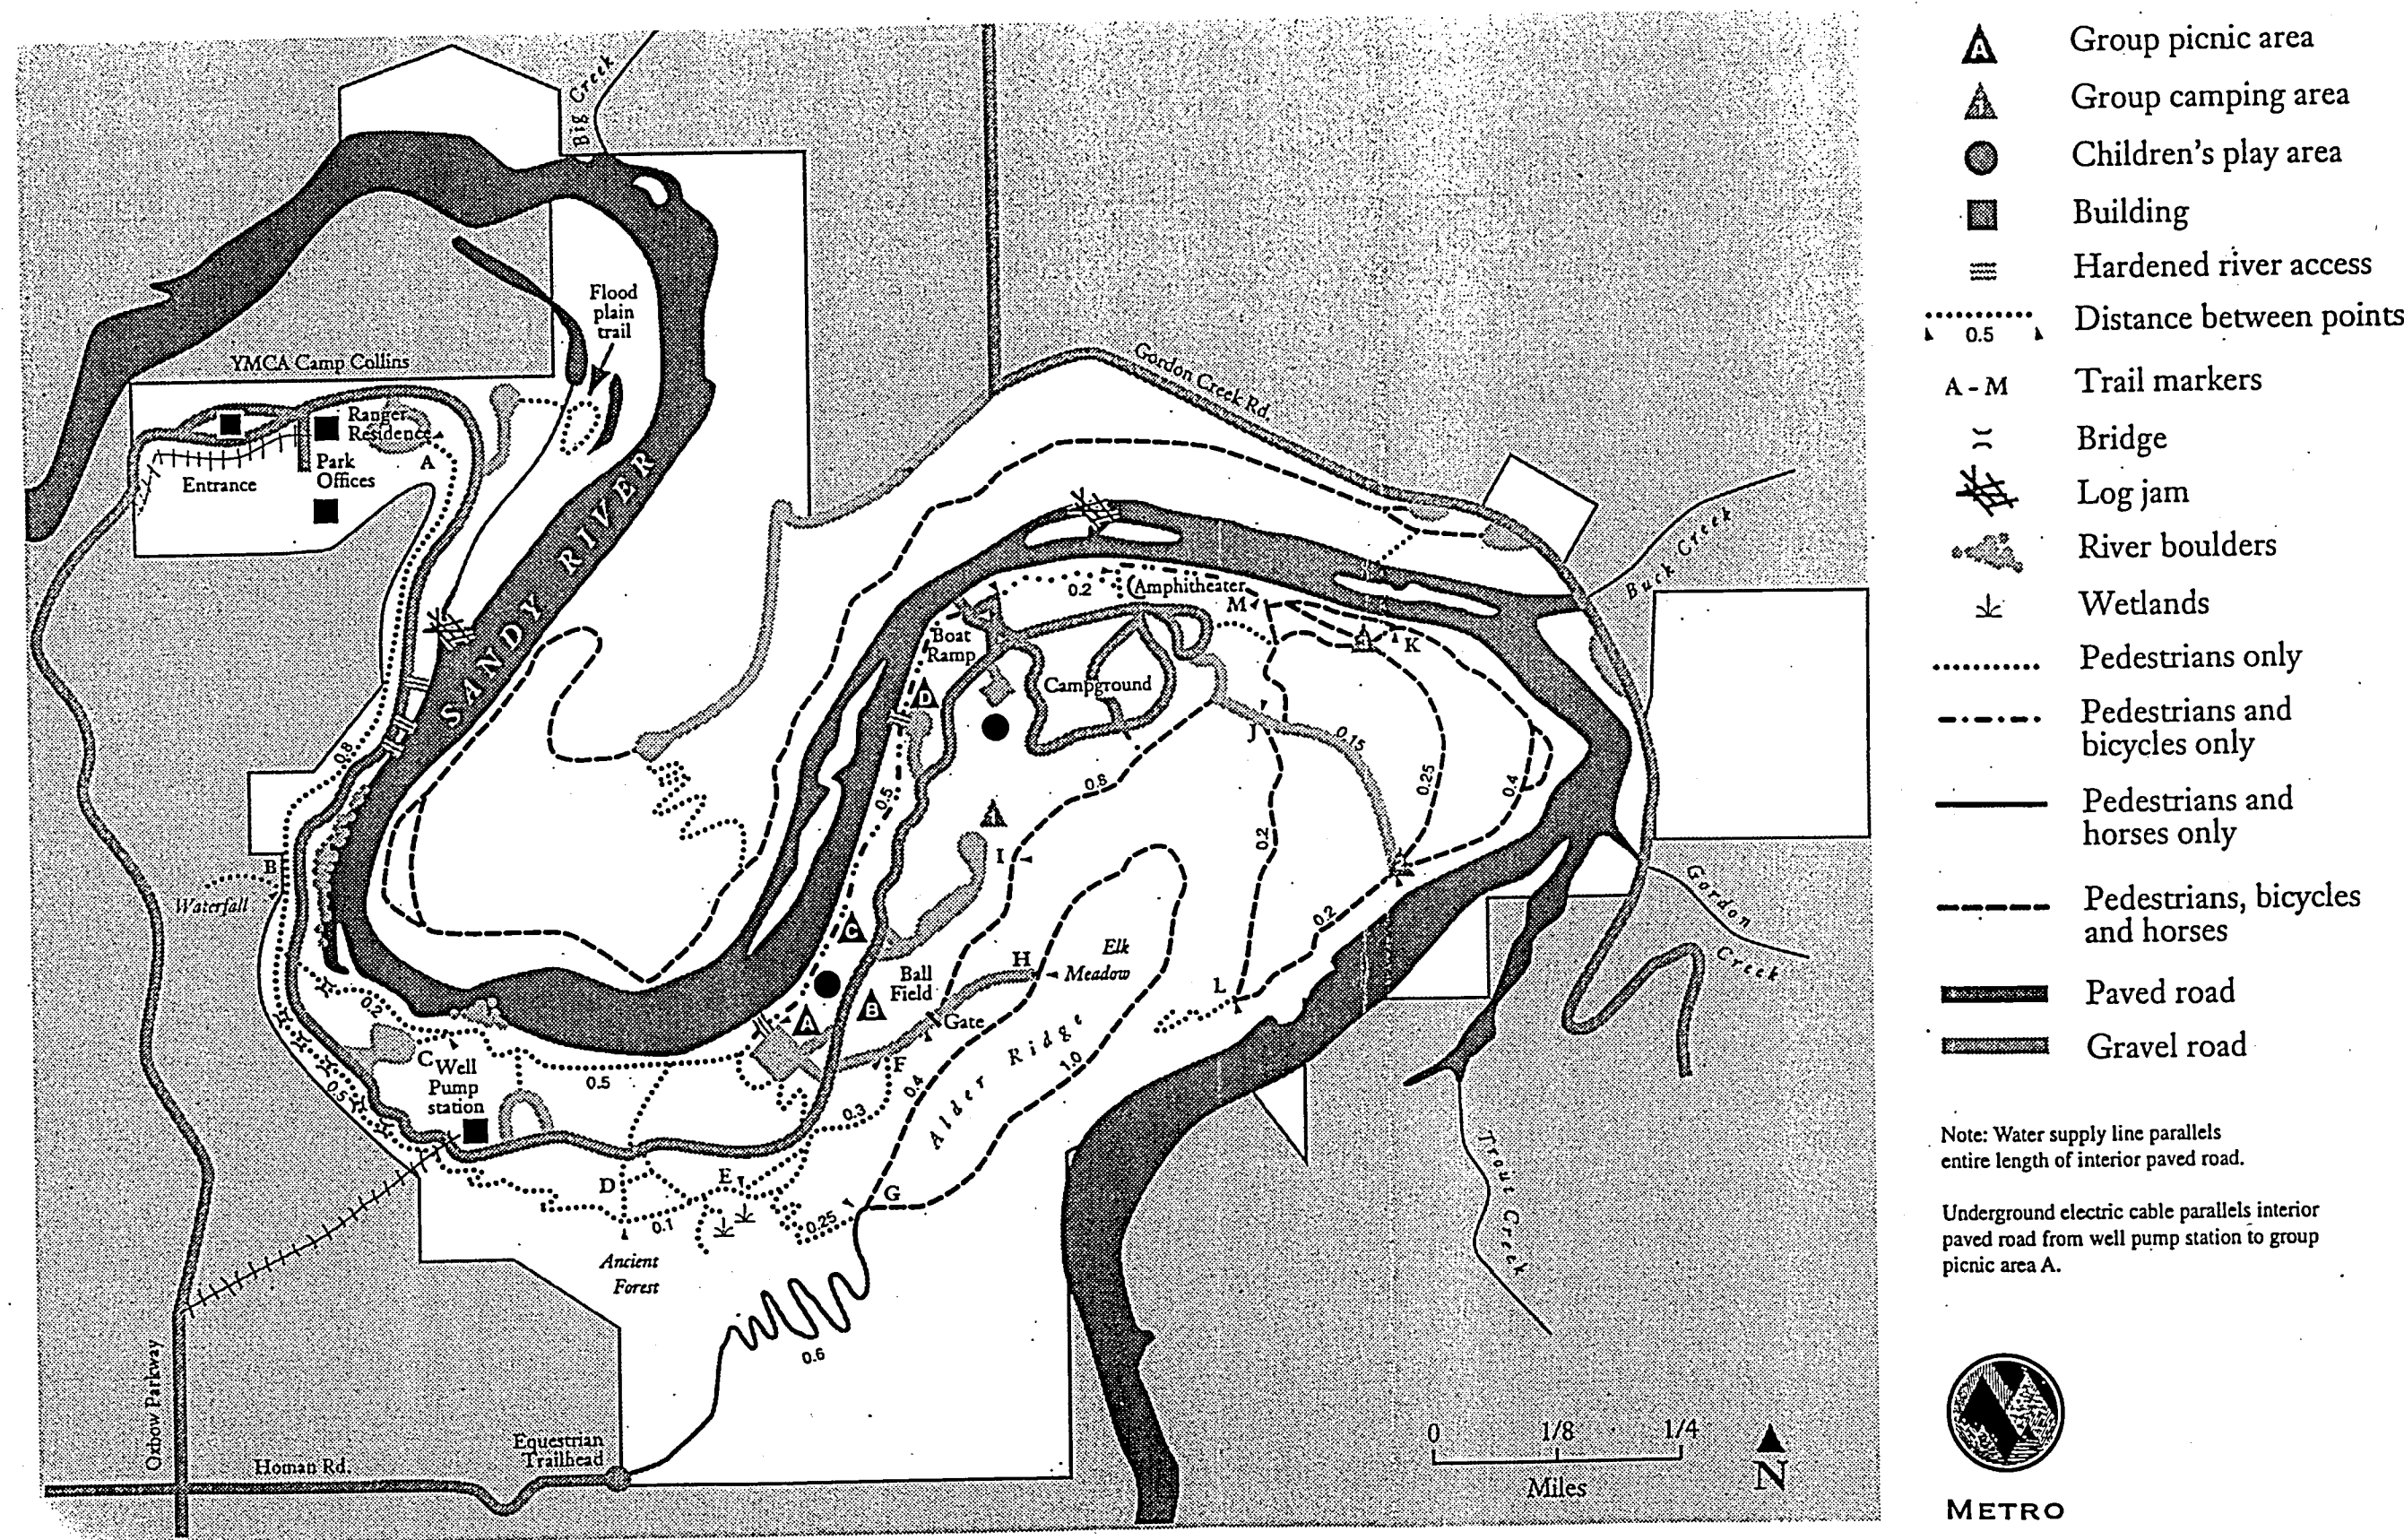 Big Creek
Flood
plain
trail
YMCA Camp Collins
Ranger
Residence
A
Park
Offices
Entrance
Gordon Creek Rd.
SANDY RIVER
Buck Creek
0.2
(Amphitheater
M
K
Boat
Ramp
D
Campground
J
0.15
0.8
0.5
0.8
0.25
0.4
1
0.2
I
B
Waterfall
C
Gordon Creek
0.2
H
Elk
Meadow
Ball
Field
B
L
A
Gate
0.2
C
Well
Pump
station
0.5
F
Alder Ridge
1.0
0.5
0.3
0.4
D
E
G
0.1
0.25
Ancient
Forest
Trout Creek
0.6
Oxbow Parkway
Homan Rd.
Equestrian
Trailhead
0 1/8 1/4
Miles
N
A Group picnic area
1 Group camping area
Children's play area
Building
Hardened river access
0.5 Distance between points
A - M Trail markers
Bridge
Log jam
River boulders
Wetlands
Pedestrians only
Pedestrians and
bicycles only
Pedestrians and
horses only
Pedestrians, bicycles
and horses
Paved road
Gravel road
Note: Water supply line parallels
entire length of interior paved road.
Underground electric cable parallels interior
paved road from well pump station to group
picnic area A.
METRO